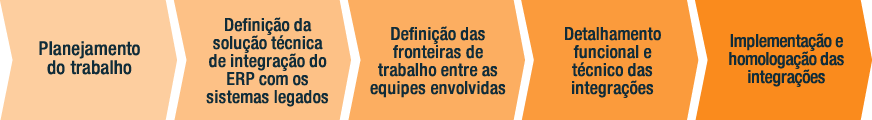 Planejamento
do trabalho
Definição da
solução técnica
de integração do
ERP com os
sistemas legados
Definição das
fronteiras de
trabalho entre as
equipes envolvidas
Detalhamento
funcional e
técnico das
integrações
Implementação e
homologação das
integrações